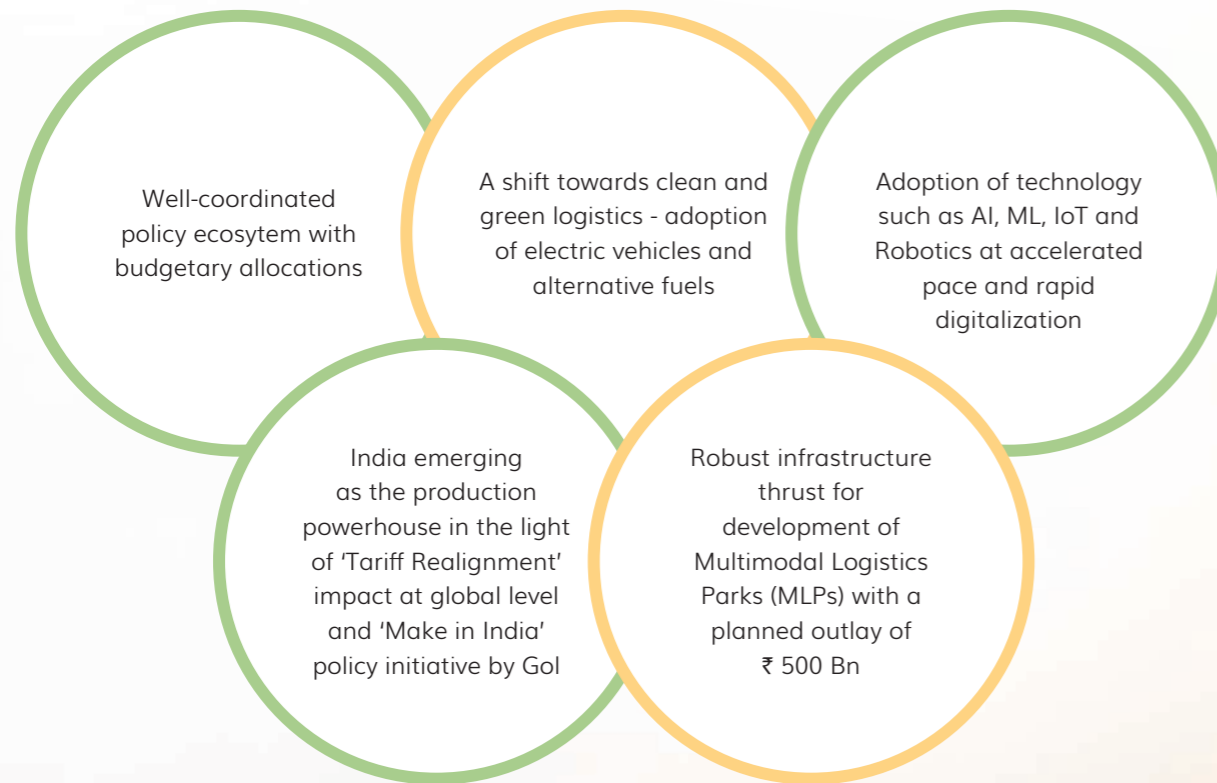 Well-coordinated
policy ecosytem with
budgetary allocations
A shift towards clean and
green logistics - adoption
of electric vehicles and
alternative fuels
Adoption of technology
such as AI, ML, IoT and
Robotics at accelerated
pace and rapid
digitalization
India emerging
as the production
powerhouse in the light
of ‘Tariff Realignment’
impact at global level
and ‘Make in India’
policy initiative by GoI
Robust infrastructure
thrust for
development of
Multimodal Logistics
Parks (MLPs) with a
planned outlay of
₹ 500 Bn